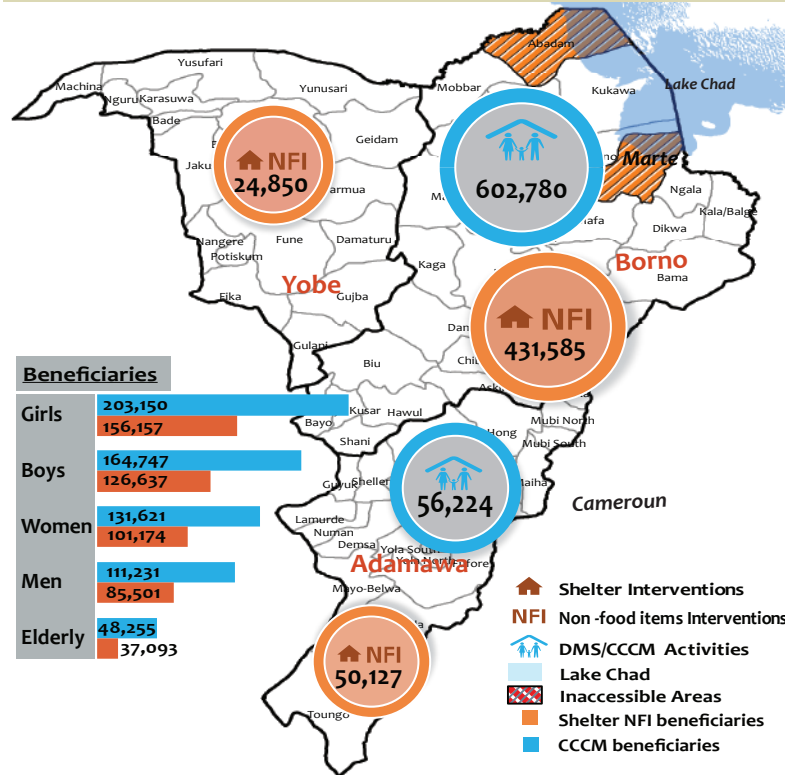 Yusufari
Machina
Nguru
Karasuwa
Yunusari
Bade
Geidam
Jaku
NFI
24,850
armua
Nangere
Fune
Damaturu
Potiskum
Yobe
Fika
Gujba
Gulani
Abadam
Mobbar
Kukawa
Lake Chad
Marte
602,780
Ngala
Kala/Balge
afa
Dikwa
Kaga
Borno
Bama
NFI
431,585
Dam
Chi
Biu
Ask
Kusar
Hawul
Bayo
Shani
Hong
Mubi North
Mubi South
Maiha
Guyuk
Shellen
56,224
Cameroun
Lamurde
Numan
Demsa
Yola South
Yola North
Fufore
Adamawa
Mayo-Belwa
NFI
50,127
Toungo
Beneficiaries
Girls
203,150
156,157
Boys
164,747
126,637
Women
131,621
101,174
Men
111,231
85,501
Elderly
48,255
37,093
Shelter Interventions
NFI Non -food items Interventions
DMS/CCCM Activities
Lake Chad
Inaccessible Areas
Shelter NFI beneficiaries
CCCM beneficiaries